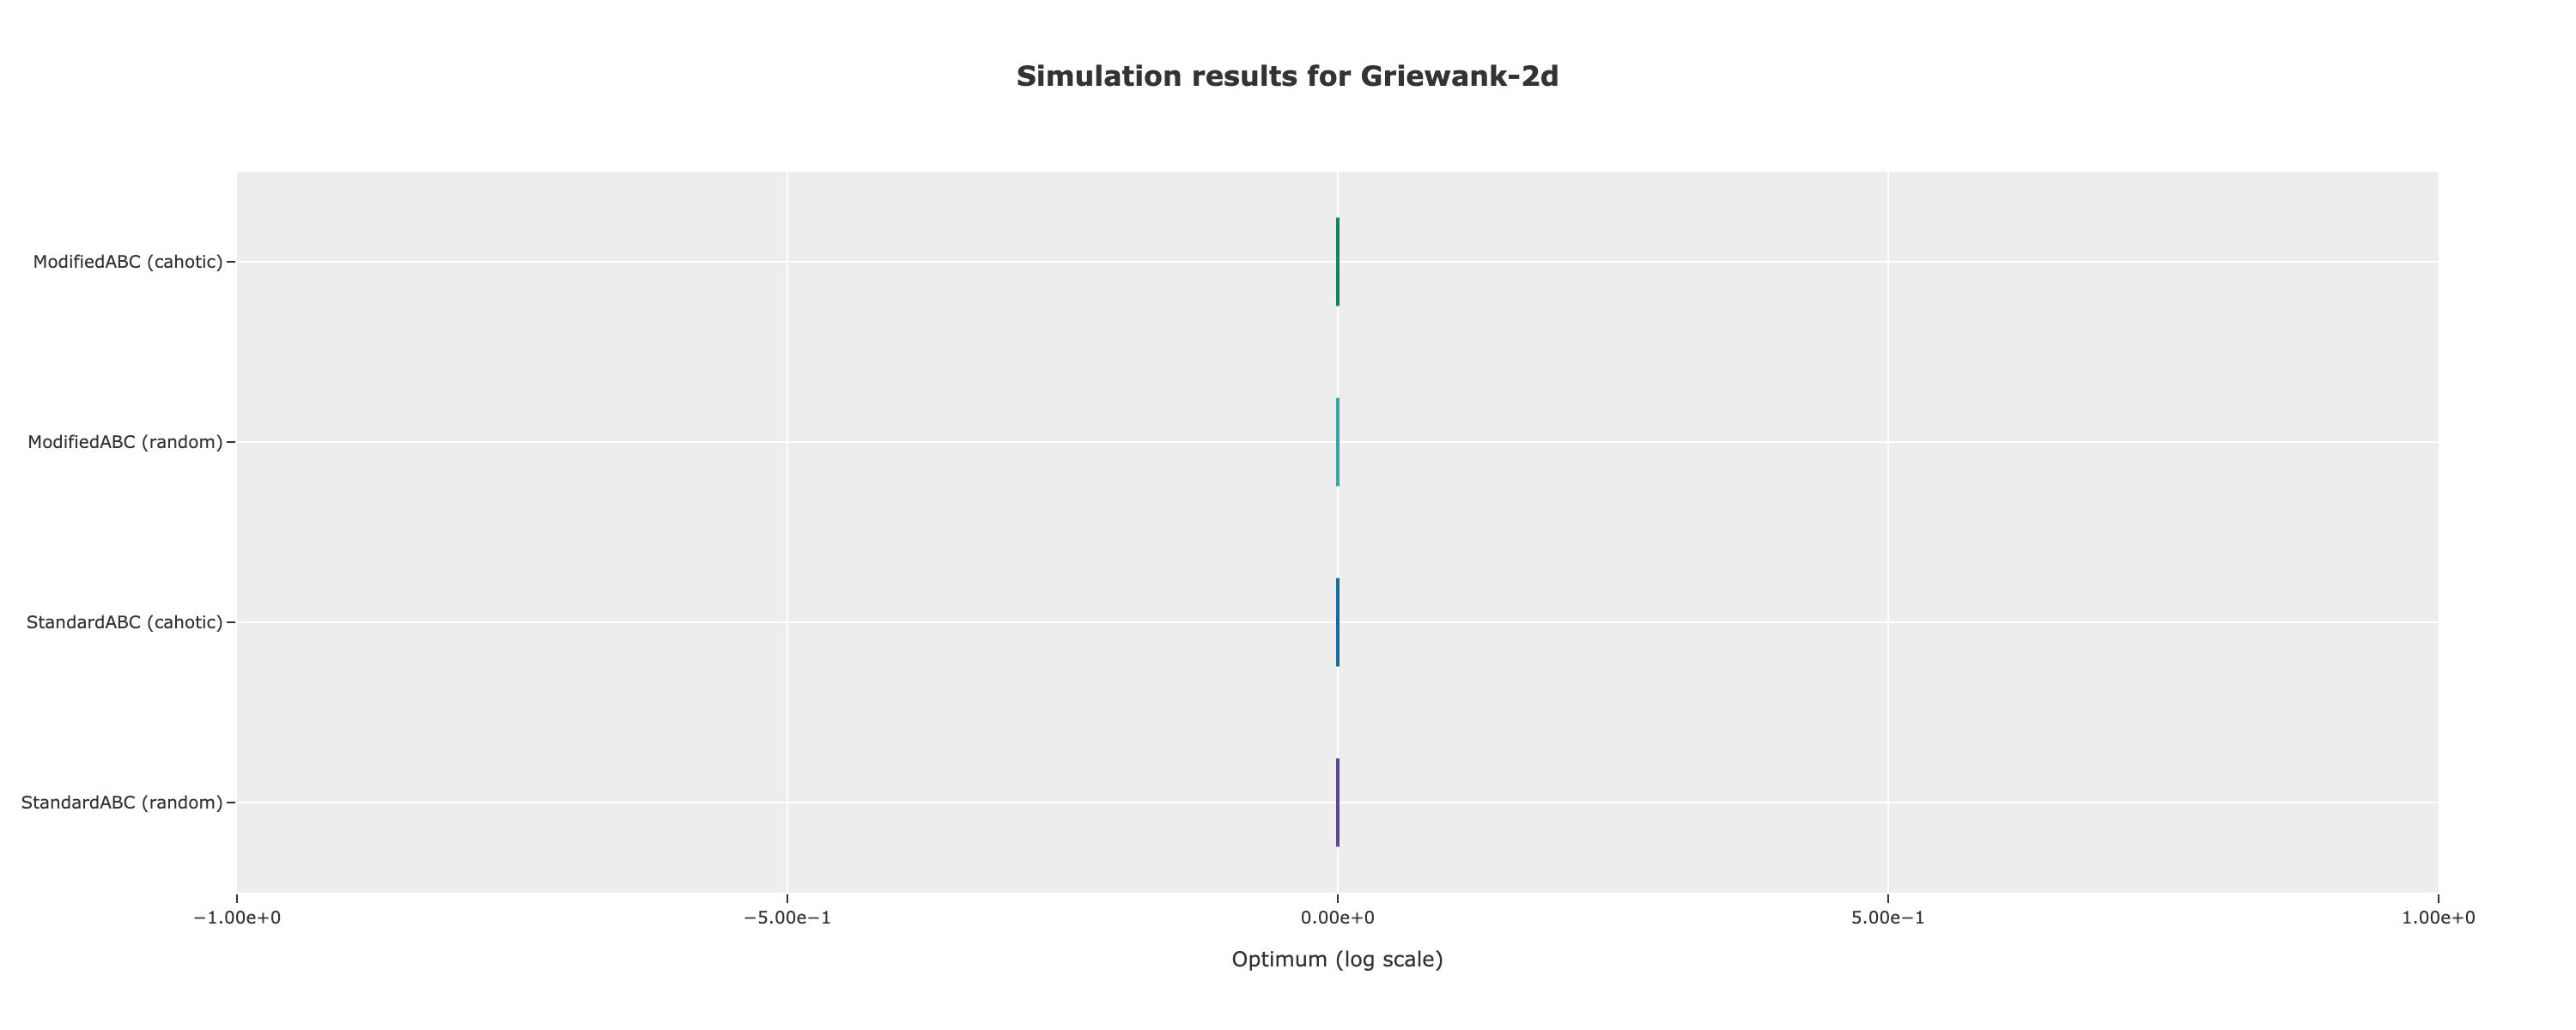 Simulation results for Griewank-2d
ModifiedABC (cahotic)
ModifiedABC (random)
StandardABC (cahotic)
StandardABC (random)
−1.00e+0
−5.00e−1
0.00e+0
5.00e−1
1.00e+0
Optimum (log scale)